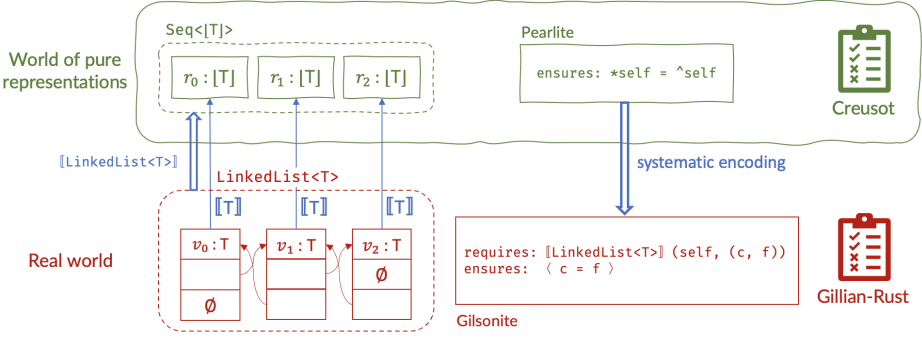 Seq<⌊T⌋>
World of pure
representations
r₀ : ⌊T⌋
r₁ : ⌊T⌋
r₂ : ⌊T⌋
Pearlite
ensures: *self = ^self
Creusot
⟦LinkedList<T>⟧
systematic encoding
LinkedList<T>
⟦T⟧
⟦T⟧
⟦T⟧
Real world
v₀ : T
v₁ : T
v₂ : T
∅
∅
requires: ⟦LinkedList<T>⟧ (self, (c, f))
ensures: ⟨ c = f ⟩
Gilsonite
Gillian-Rust